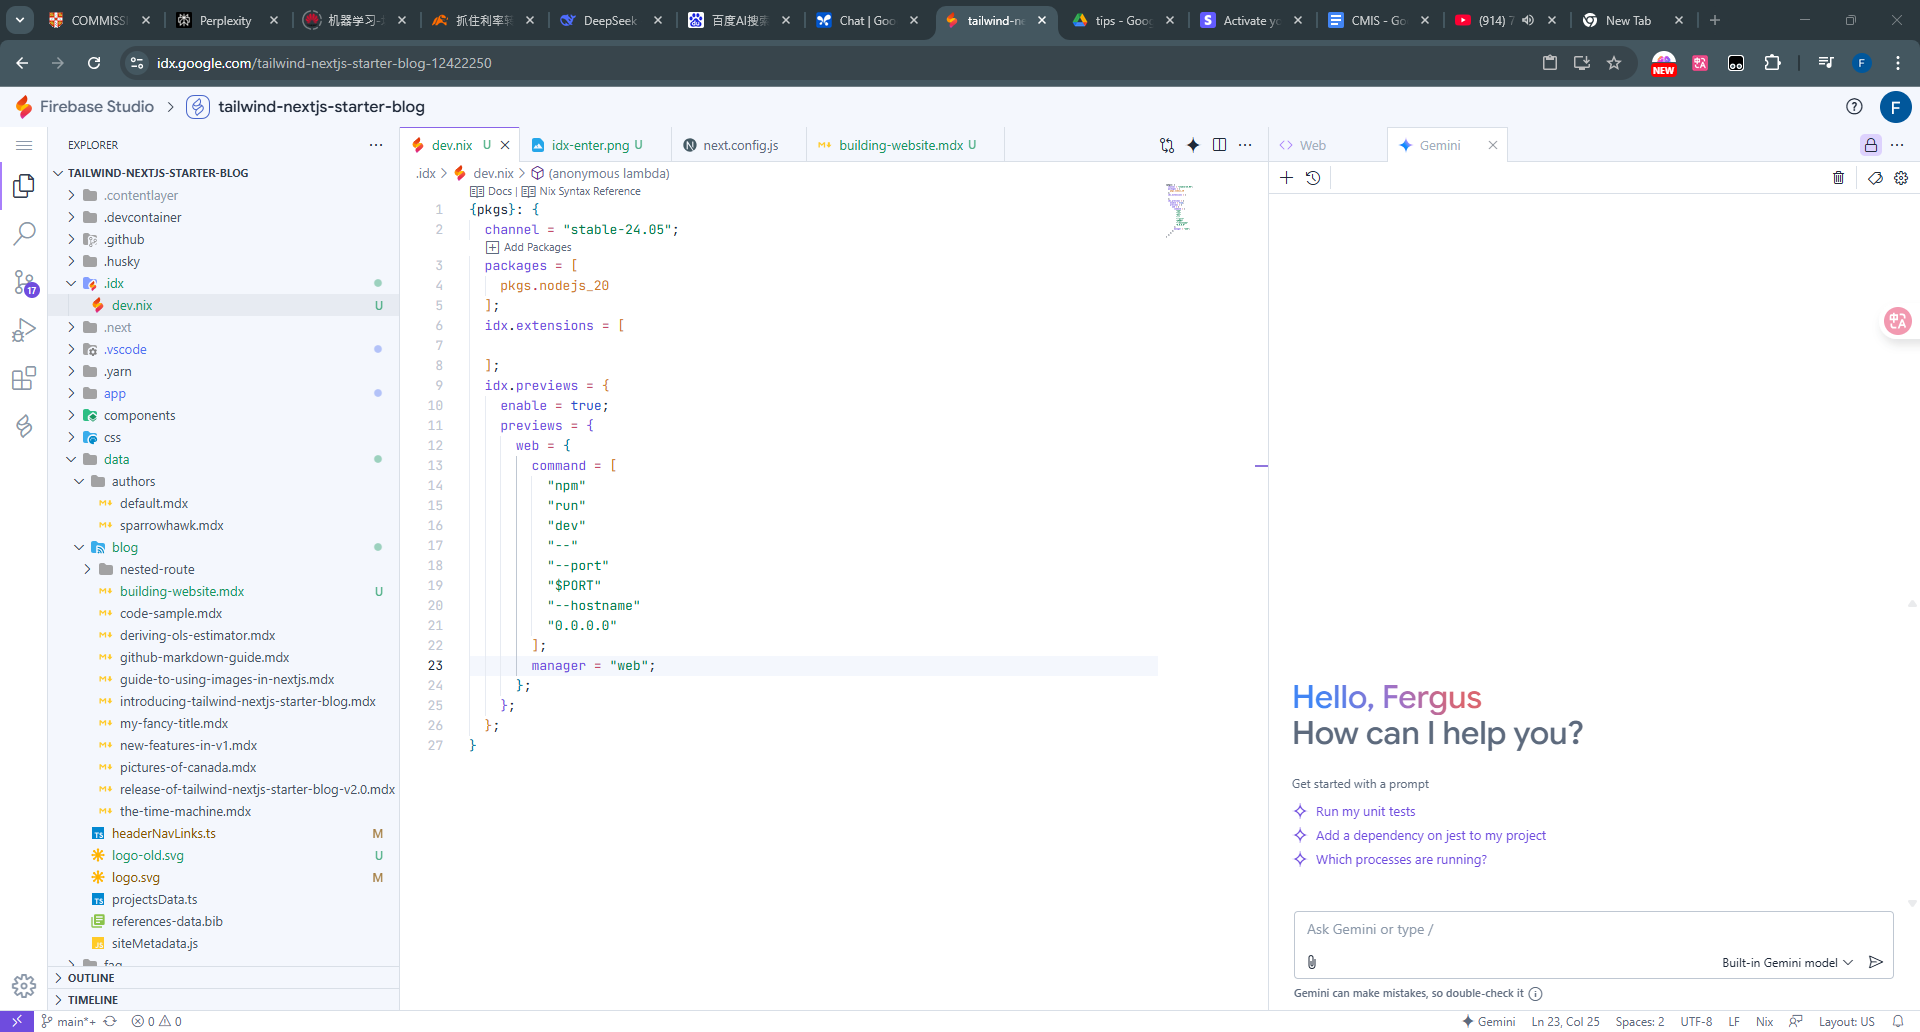 COMMISS
Perplexity
机器学习-
抓住利率转
DeepSeek
百度AI搜索
Chat | Goo
tailwind-ne
tips - Goog
Activate yo
CMIS - Go
(914) 7
New Tab
idx.google.com/tailwind-nextjs-starter-blog-12422250
NEW
F
Firebase Studio
tailwind-nextjs-starter-blog
F
EXPLORER
TAILWIND-NEXTJS-STARTER-BLOG
.contentlayer
.devcontainer
.github
.husky
.idx
dev.nix U
.next
.vscode
.yarn
app
components
css
data
authors
default.mdx
sparrowhawk.mdx
blog
nested-route
building-website.mdx U
code-sample.mdx
deriving-ols-estimator.mdx
github-markdown-guide.mdx
guide-to-using-images-in-nextjs.mdx
introducing-tailwind-nextjs-starter-blog.mdx
my-fancy-title.mdx
new-features-in-v1.mdx
pictures-of-canada.mdx
release-of-tailwind-nextjs-starter-blog-v2.0.mdx
the-time-machine.mdx
headerNavLinks.ts M
logo-old.svg U
logo.svg M
projectsData.ts
references-data.bib
siteMetadata.js
faq
OUTLINE
TIMELINE
17
dev.nix U
idx-enter.png U
next.config.js
building-website.mdx U
.idx > dev.nix > (anonymous lambda)
Docs | Nix Syntax Reference
1 {pkgs}: {
2 channel = "stable-24.05";
Add Packages
3 packages = [
4 pkgs.nodejs_20
5 ];
6 idx.extensions = [
7
8 ];
9 idx.previews = {
10 enable = true;
11 previews = {
12 web = {
13 command = [
14 "npm"
15 "run"
16 "dev"
17 "--"
18 "--port"
19 "$PORT"
20 "--hostname"
21 "0.0.0.0"
22 ];
23 manager = "web";
24 };
25 };
26 };
27 }
Web
Gemini
Hello, Fergus
How can I help you?
Get started with a prompt
Run my unit tests
Add a dependency on jest to my project
Which processes are running?
Ask Gemini or type /
Built-in Gemini model
Gemini can make mistakes, so double-check it
main*+
0 0
Gemini
Ln 23, Col 25
Spaces: 2
UTF-8
LF
Nix
Layout: US